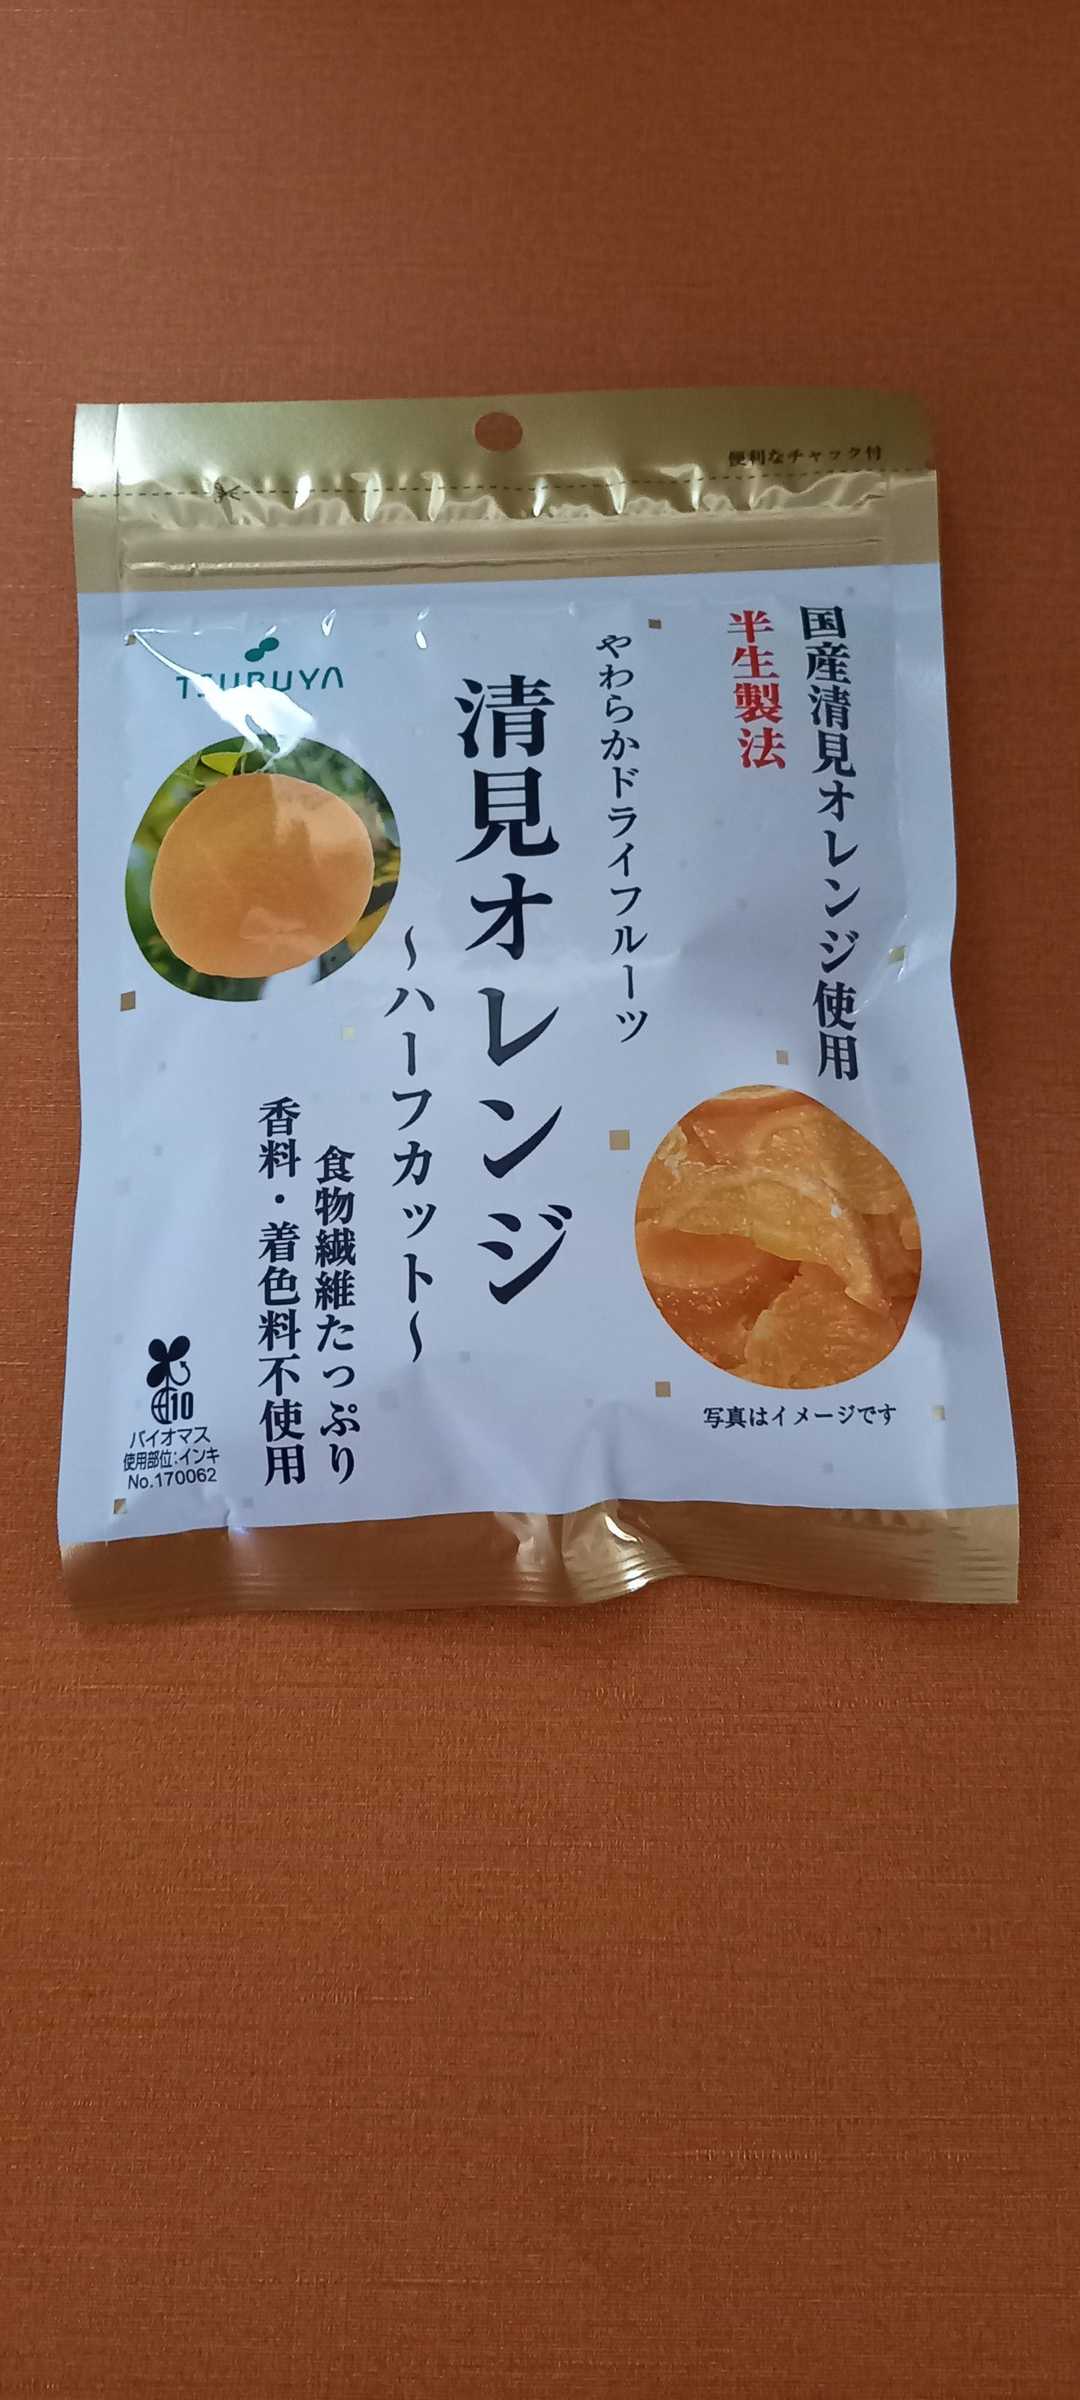 便利なチャック付
TSUBUYA
国産清見オレンジ使用
半生製法
やわらかドライフルーツ
清見オレンジ
～ハーフカット～
食物繊維たっぷり
香料・着色料不使用
写真はイメージです
10
バイオマス
使用部位:インキ
No.170062